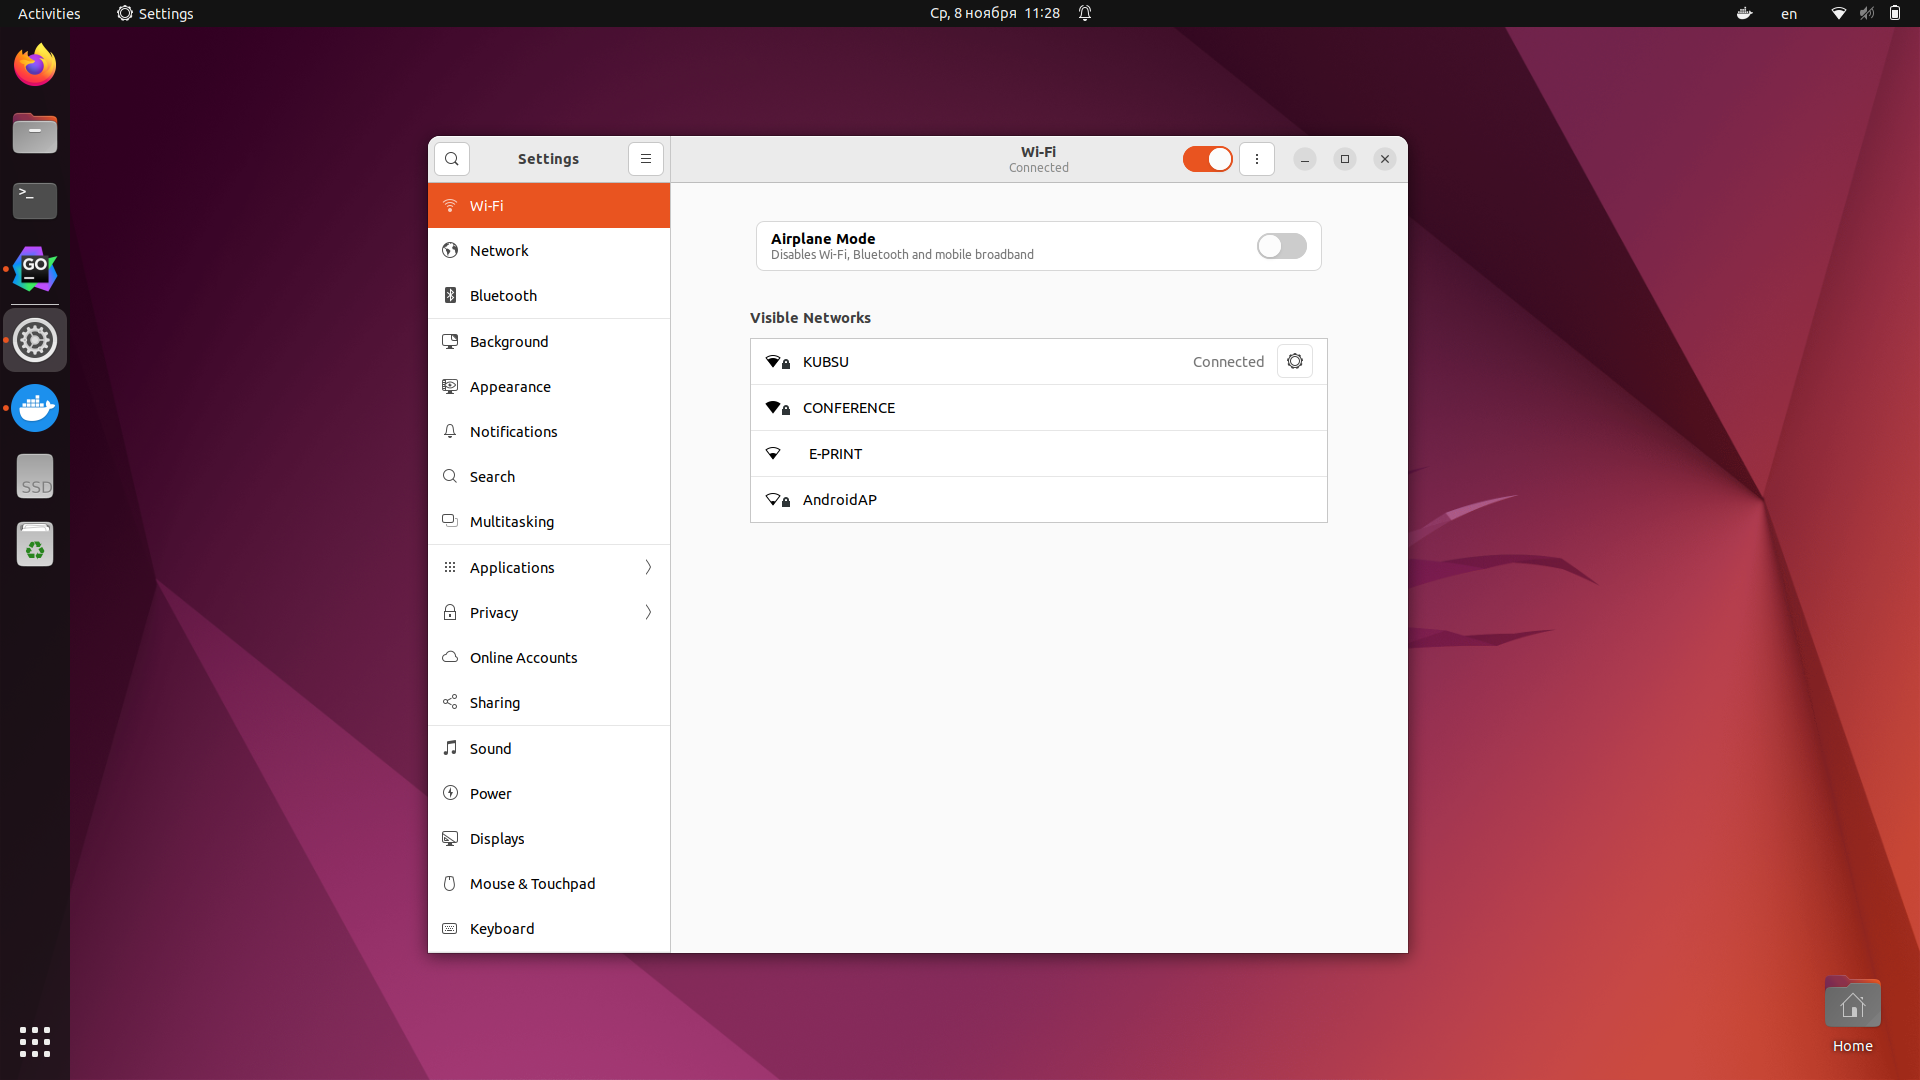 Activities
Settings
Ср, 8 ноября 11:28
en
>_
GO
SSD
Settings
Wi-Fi
Connected
Wi-Fi
Network
Bluetooth
Background
Appearance
Notifications
Search
Multitasking
Applications
Privacy
Online Accounts
Sharing
Sound
Power
Displays
Mouse & Touchpad
Keyboard
Airplane Mode
Disables Wi-Fi, Bluetooth and mobile broadband
Visible Networks
KUBSU Connected
CONFERENCE
E-PRINT
AndroidAP
Home